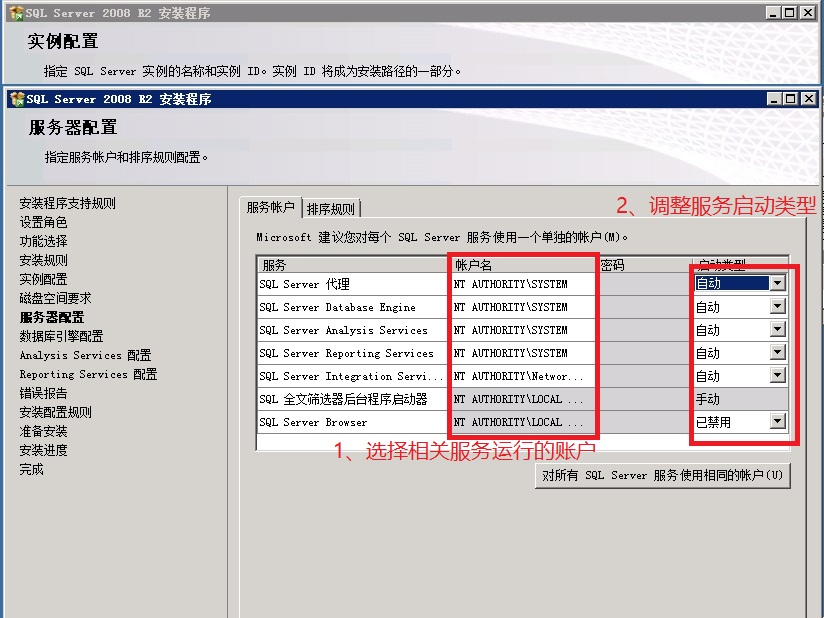 SQL Server 2008 R2 安装程序
实例配置
指定 SQL Server 实例的名称和实例 ID。实例 ID 将成为安装路径的一部分。
SQL Server 2008 R2 安装程序
服务器配置
指定服务帐户和排序规则配置。
安装程序支持规则
设置角色
功能选择
安装规则
实例配置
磁盘空间要求
服务器配置
数据库引擎配置
Analysis Services 配置
Reporting Services 配置
错误报告
安装配置规则
准备安装
安装进度
完成
服务帐户 排序规则
2、调整服务启动类型
Microsoft 建议您对每个 SQL Server 服务使用一个单独的帐户(M)。
服务 帐户名 密码 启动类型
SQL Server 代理 NT AUTHORITY\SYSTEM 自动
SQL Server Database Engine NT AUTHORITY\SYSTEM 自动
SQL Server Analysis Services NT AUTHORITY\SYSTEM 自动
SQL Server Reporting Services NT AUTHORITY\SYSTEM 自动
SQL Server Integration Servi... NT AUTHORITY\Networ... 自动
SQL 全文筛选器后台程序启动器 NT AUTHORITY\LOCAL ... 手动
SQL Server Browser NT AUTHORITY\LOCAL ... 已禁用
1、选择相关服务运行的账户
对所有 SQL Server 服务使用相同的帐户(U)